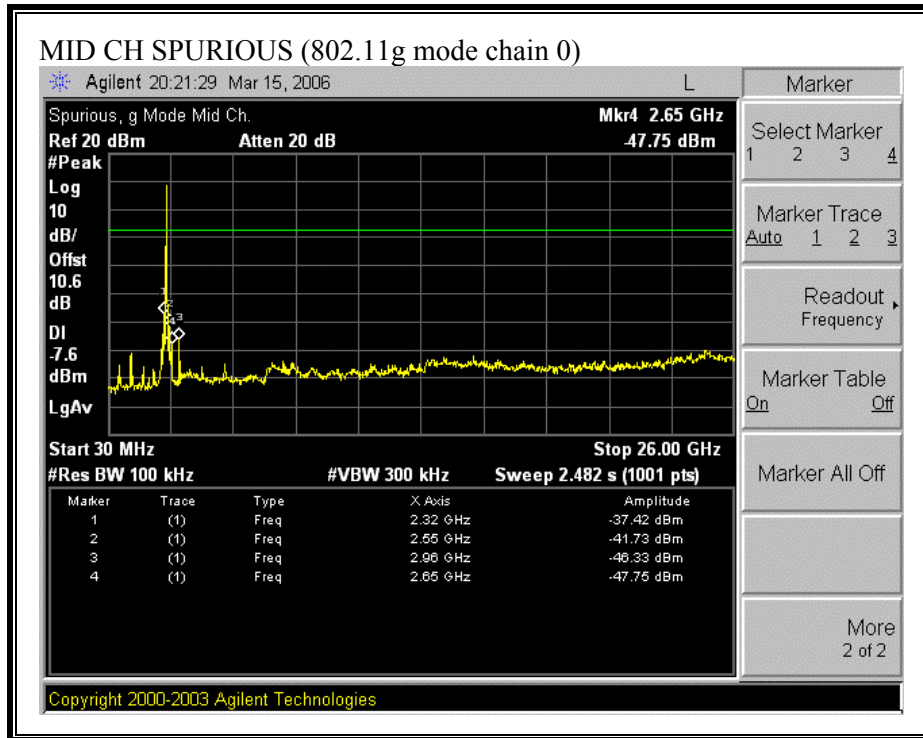 MID CH SPURIOUS (802.11g mode chain 0)
Agilent 20:21:29 Mar 15, 2006 L
Spurious, g Mode Mid Ch. Mkr4 2.65 GHz
Ref 20 dBm Atten 20 dB -47.75 dBm
#Peak
Log
10
dB/
Offst
10.6
dB
DI
-7.6
dBm
LgAv
1
2
3
4
Start 30 MHz Stop 26.00 GHz
#Res BW 100 kHz #VBW 300 kHz Sweep 2.482 s (1001 pts)
Marker Trace Type X Axis Amplitude
1 (1) Freq 2.32 GHz -37.42 dBm
2 (1) Freq 2.55 GHz -41.73 dBm
3 (1) Freq 2.96 GHz -46.33 dBm
4 (1) Freq 2.65 GHz -47.75 dBm
Marker
Select Marker
1 2 3 4
Marker Trace
Auto 1 2 3
Readout
Frequency
Marker Table
On Off
Marker All Off
More
2 of 2
Copyright 2000-2003 Agilent Technologies